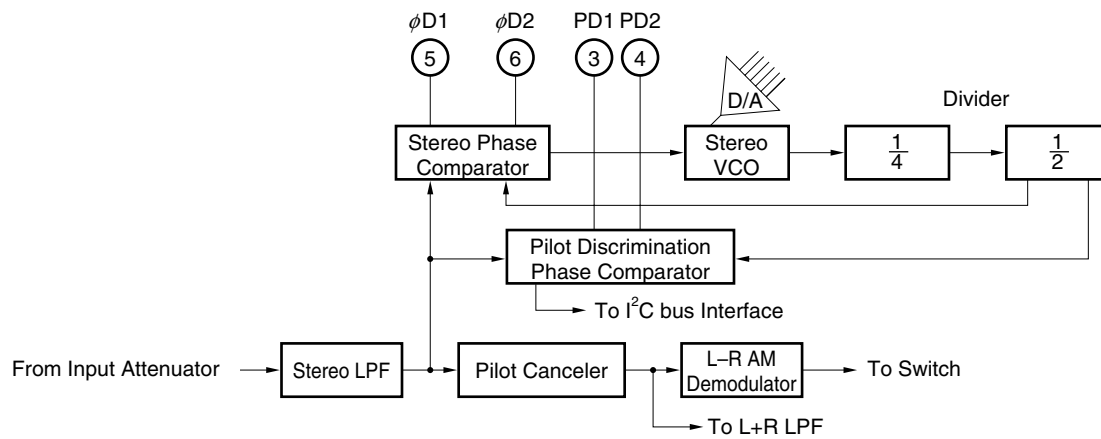 ϕD1
ϕD2
PD1
PD2
5
6
3
4
D/A
Divider
Stereo Phase
Comparator
Stereo
VCO
1
4
1
2
Pilot Discrimination
Phase Comparator
To I²C bus Interface
From Input Attenuator
Stereo LPF
Pilot Canceler
L–R AM
Demodulator
To Switch
To L+R LPF